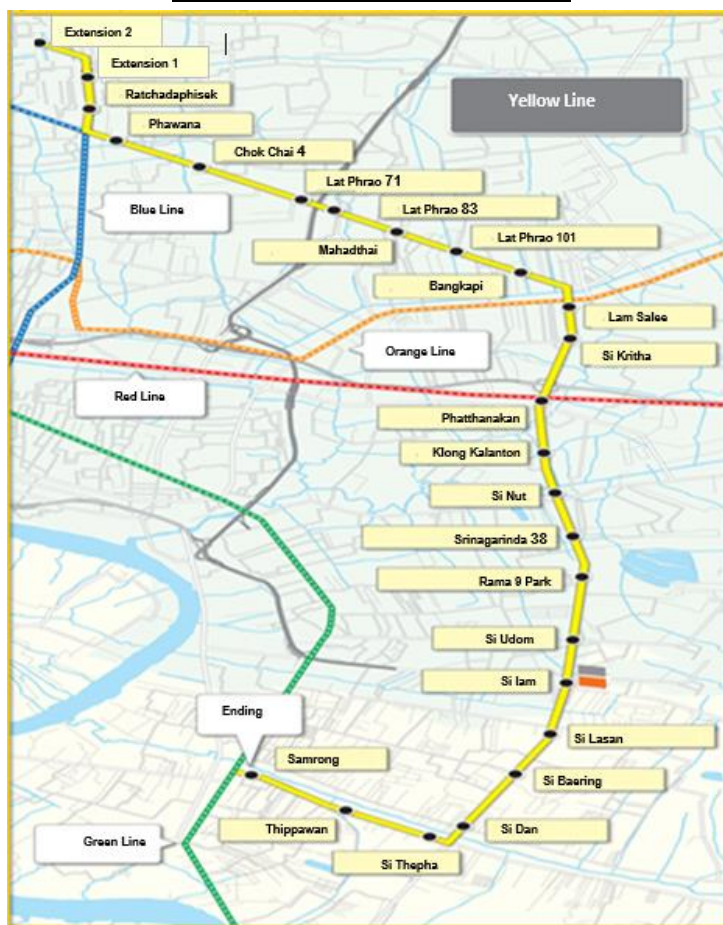 Extension 2
Extension 1
Ratchadaphisek
Yellow Line
Phawana
Chok Chai 4
Lat Phrao 71
Blue Line
Lat Phrao 83
Mahadthai
Lat Phrao 101
Bangkapi
Lam Salee
Orange Line
Si Kritha
Red Line
Phatthanakan
Klong Kalanton
Si Nut
Srinagarinda 38
Rama 9 Park
Si Udom
Si Iam
Ending
Si Lasan
Samrong
Si Baering
Thippawan
Si Dan
Green Line
Si Thepha